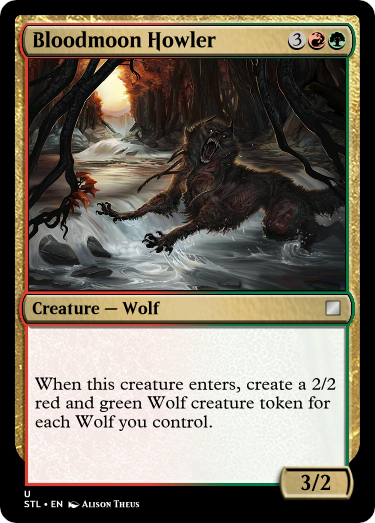 Bloodmoon Howler 3
Creature — Wolf
When this creature enters, create a 2/2
red and green Wolf creature token for
each Wolf you control.
3/2
U
STL • EN Alison Theus